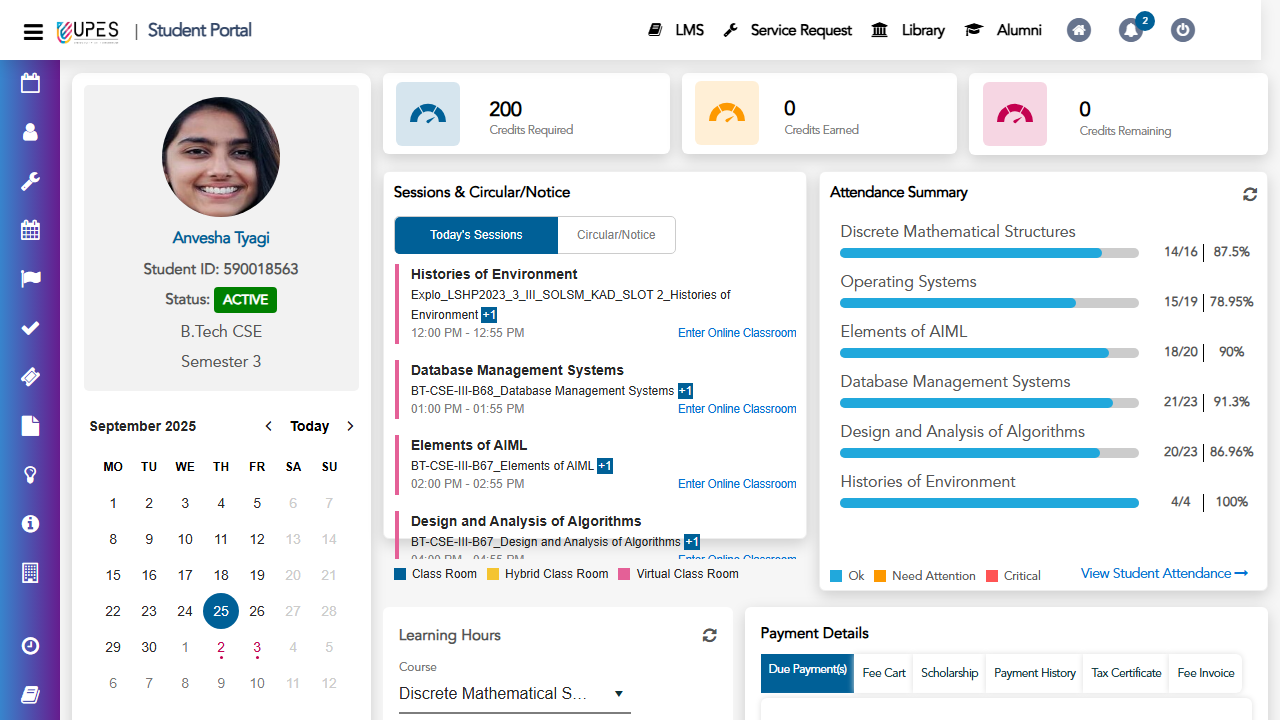 UPES | Student Portal
LMS
Service Request
Library
Alumni
2
Anvesha Tyagi
Student ID: 590018563
Status: ACTIVE
B.Tech CSE
Semester 3
September 2025
Today
MO TU WE TH FR SA SU
1 2 3 4 5 6 7
8 9 10 11 12 13 14
15 16 17 18 19 20 21
22 23 24 25 26 27 28
29 30 1 2 3 4 5
6 7 8 9 10 11 12
200
Credits Required
0
Credits Earned
0
Credits Remaining
Sessions & Circular/Notice
Today's Sessions
Circular/Notice
Histories of Environment
Explo_LSHP2023_3_III_SOLSM_KAD_SLOT 2_Histories of
Environment +1
12:00 PM - 12:55 PM
Enter Online Classroom
Database Management Systems
BT-CSE-III-B68_Database Management Systems +1
01:00 PM - 01:55 PM
Enter Online Classroom
Elements of AIML
BT-CSE-III-B67_Elements of AIML +1
02:00 PM - 02:55 PM
Enter Online Classroom
Design and Analysis of Algorithms
BT-CSE-III-B67_Design and Analysis of Algorithms +1
04:00 PM - 04:55 PM
Enter Online Classroom
Class Room
Hybrid Class Room
Virtual Class Room
Attendance Summary
Discrete Mathematical Structures
14/16 87.5%
Operating Systems
15/19 78.95%
Elements of AIML
18/20 90%
Database Management Systems
21/23 91.3%
Design and Analysis of Algorithms
20/23 86.96%
Histories of Environment
4/4 100%
Ok
Need Attention
Critical
View Student Attendance
Learning Hours
Course
Discrete Mathematical S...
Payment Details
Due Payment(s)
Fee Cart
Scholarship
Payment History
Tax Certificate
Fee Invoice